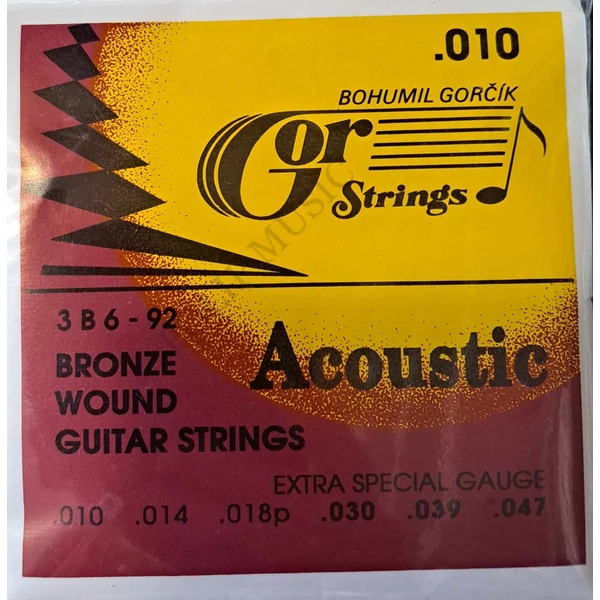 .010
BOHUMIL GORČÍK
Gor
Strings
3 B 6 - 92
BRONZE
WOUND
GUITAR STRINGS
Acoustic
EXTRA SPECIAL GAUGE
.010 .014 .018p .030 .039 .047
MUSIC